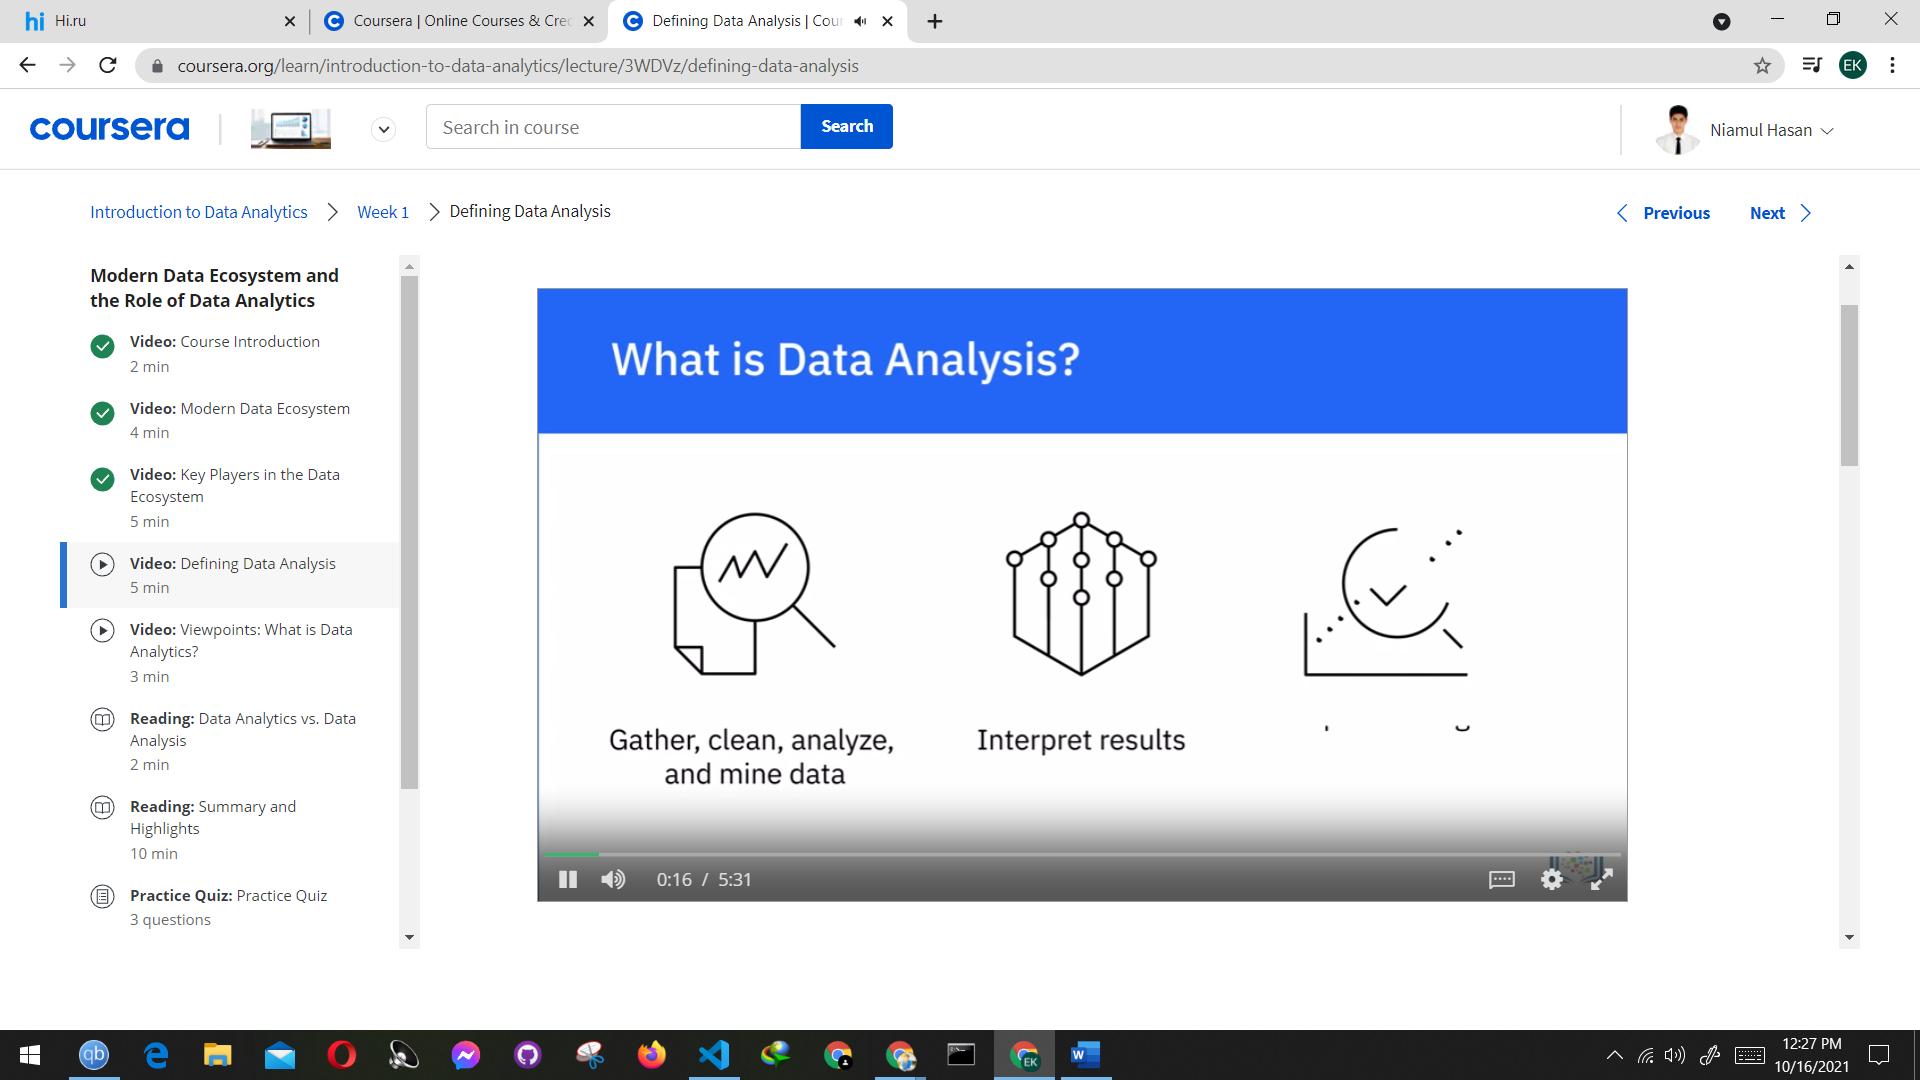 Hi.ru
Coursera | Online Courses & Cred
Defining Data Analysis | Cour
coursera.org/learn/introduction-to-data-analytics/lecture/3WDVz/defining-data-analysis
EK
coursera
Search in course
Search
Niamul Hasan
Introduction to Data Analytics
Week 1
Defining Data Analysis
Previous
Next
Modern Data Ecosystem and
the Role of Data Analytics
Video: Course Introduction
2 min
Video: Modern Data Ecosystem
4 min
Video: Key Players in the Data
Ecosystem
5 min
Video: Defining Data Analysis
5 min
Video: Viewpoints: What is Data
Analytics?
3 min
Reading: Data Analytics vs. Data
Analysis
2 min
Reading: Summary and
Highlights
10 min
Practice Quiz: Practice Quiz
3 questions
What is Data Analysis?
Gather, clean, analyze,
and mine data
Interpret results
0:16 / 5:31
12:27 PM
10/16/2021